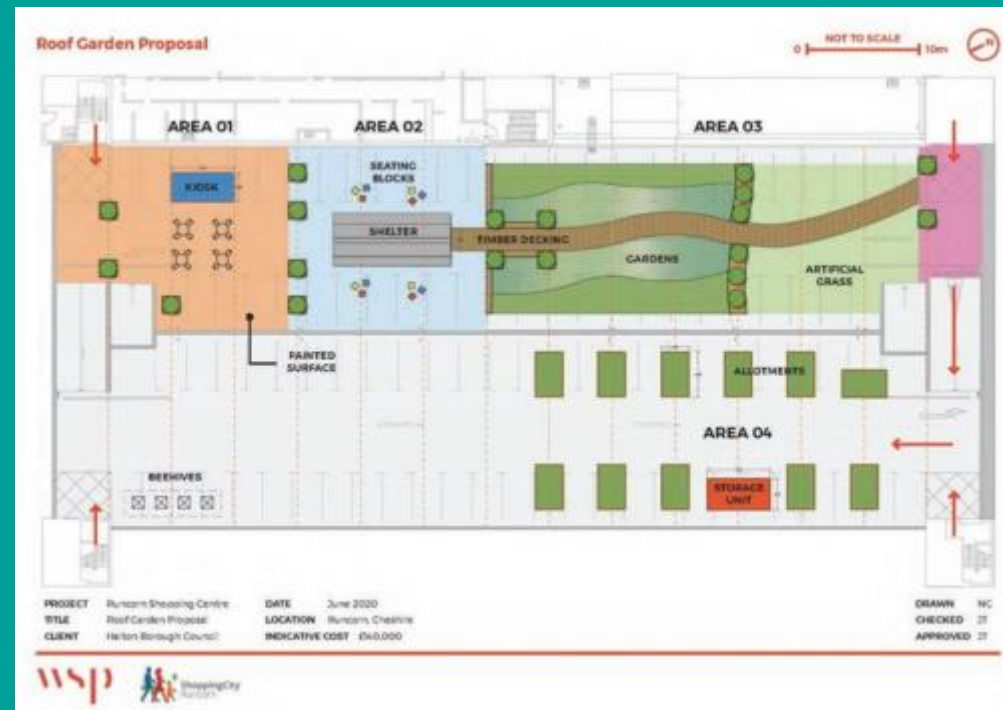 Roof Garden Proposal
NOT TO SCALE
0 10m
N
AREA 01
AREA 02
AREA 03
KIOSK
SEATING
BLOCKS
SHELTER
TIMBER DECKING
GARDENS
ARTIFICIAL
GRASS
PAINTED
SURFACE
ALLOTMENTS
AREA 04
BEEHIVES
STORAGE
UNIT
PROJECT Runcorn Shopping Centre
TITLE Roof Garden Proposal
CLIENT Halton Borough Council
DATE June 2020
LOCATION Runcorn, Cheshire
INDICATIVE COST
DRAWN NC
CHECKED
APPROVED
wsp
ShoppingCity
Runcorn